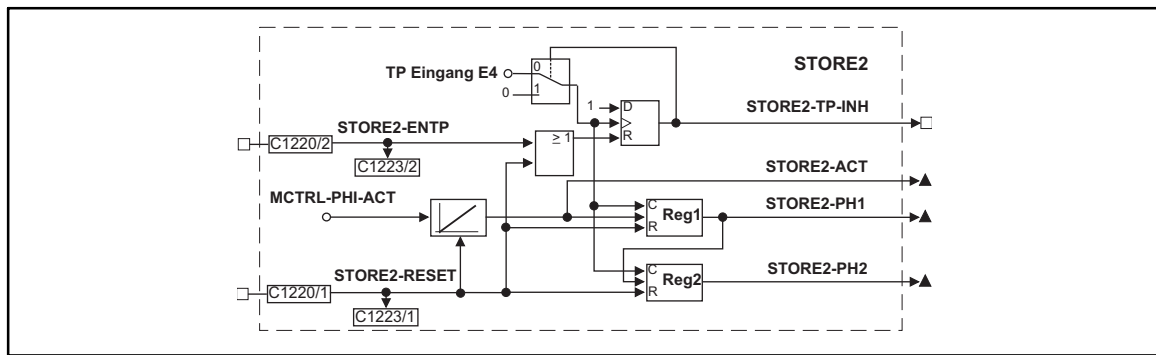 STORE2
TP Eingang E4
0
1
0
1
D
R
STORE2-TP-INH
STORE2-ENTP
C1220/2
C1223/2
≥ 1
STORE2-ACT
MCTRL-PHI-ACT
C
Reg1
R
STORE2-PH1
STORE2-RESET
C
Reg2
R
STORE2-PH2
C1220/1
C1223/1